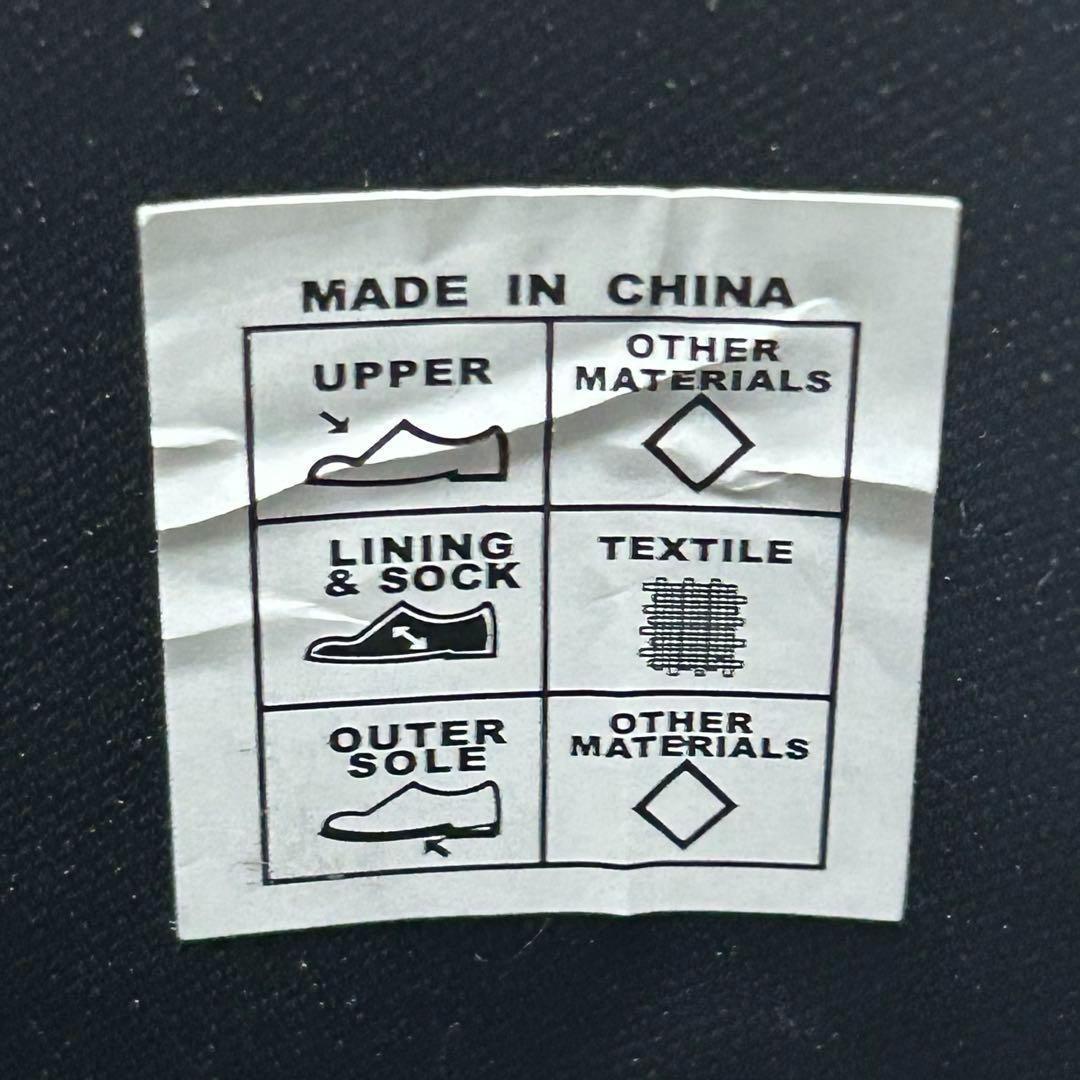 MADE IN CHINA
UPPER
OTHER
MATERIALS
LINING
& SOCK
TEXTILE
OUTER
SOLE
OTHER
MATERIALS